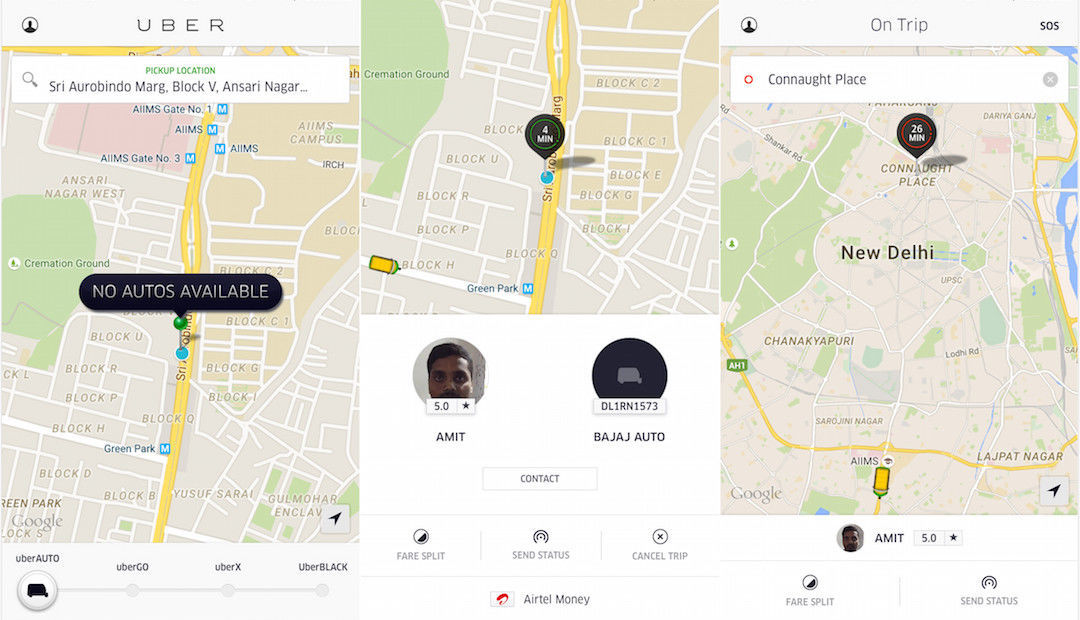 UBER
PICKUP LOCATION
Sri Aurobindo Marg, Block V, Ansari Nagar...
AIIMS Gate No. 1
AIIMS
AIIMS
AIIMS Gate No. 3
AIIMS
CAMPUS
IRCH
ANSARI
NAGAR WEST
Cremation Ground
BLOCK C 2
NO AUTOS AVAILABLE
BLOCK C 1
BLOCK U
BLOCK G
BLOCK P
BLOCK I
BLOCK Q
BLOCK H
Green Park
BLOCK D
BLOCK B
YUSUF SARAI
GULMOHAR
ENCLAV
REEN PARK
Google
uberAUTO
uberGO
uberX
UberBLACK
Cremation Ground
BLOCK C 2
4
MIN
BLOCK C 1
BLOCK U
BLOCK E
BLOCK R
BLOCK G
BLOCK P
BLOCK I
BLOCK Q
BLOCK H
Green Park
5.0
DL1RN1573
AMIT
BAJAJ AUTO
CONTACT
FARE SPLIT
SEND STATUS
CANCEL TRIP
Airtel Money
On Trip
SOS
Connaught Place
DARYA GANJ
26
MIN
Shankar Rd
CONNAUGHT
PLACE
New Delhi
UPSC
CHANAKYAPURI
Lodhi Rd
AH1
SAROJINI NAGAR
LAJPAT NAGAR
AIIMS
Google
AMIT
5.0
FARE SPLIT
SEND STATUS